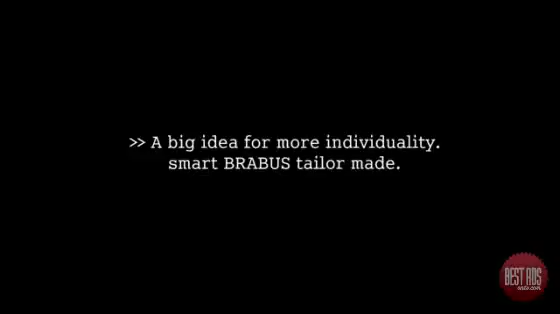 >> A big idea for more individuality.
smart BRABUS tailor made.
BEST ADS